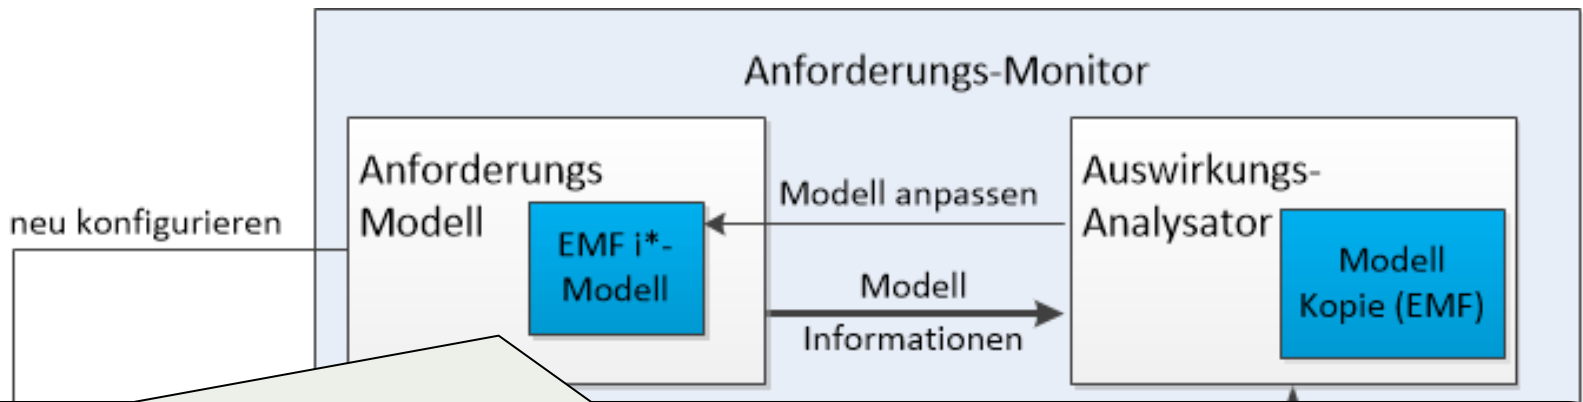 Anforderungs-Monitor
neu konfigurieren
Anforderungs
Modell
EMF i*-
Modell
Modell anpassen
Modell
Informationen
Auswirkungs-
Analysator
Modell
Kopie (EMF)